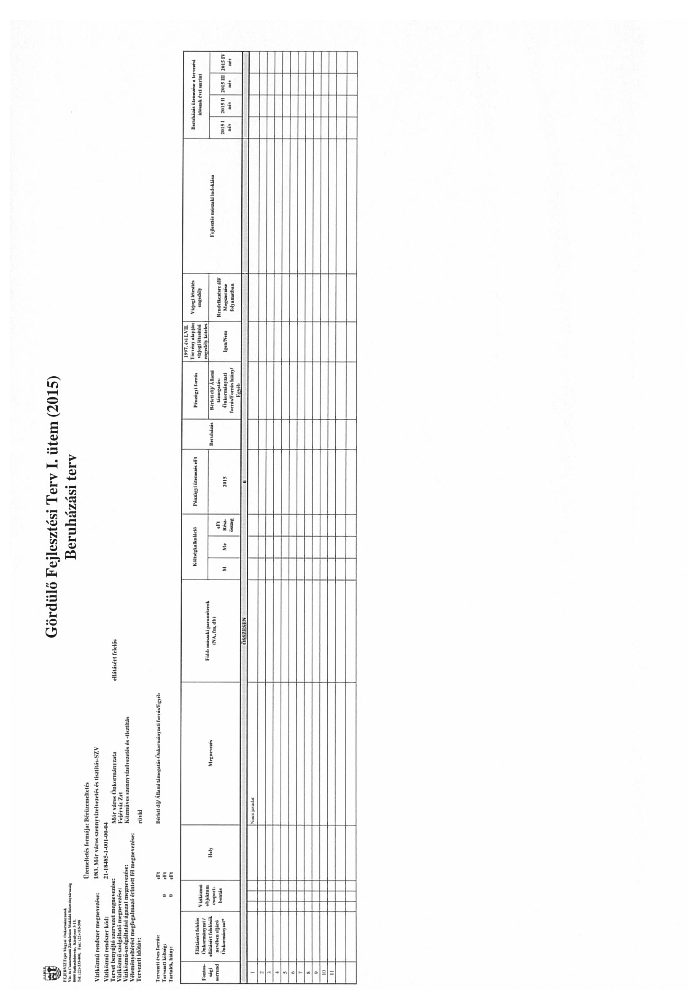 FEJÉRVÍZ Fejér Megyei Önkormányzatok
Víz- és Csatornamű Zártkörűen Működő Részvénytársaság
8000 Székesfehérvár, Királysor 3-15.
Tel: (22)-535-800, Fax: (22)-315-598
Gördülő Fejlesztési Terv I. ütem (2015)
Beruházási terv
Üzemeltetés formája: Bérüzemeltetés
Víziközmű rendszer megnevezése: I/83. Mór város szennyvízelvezetés és tisztítás-SZV
Víziközmű rendszer kód: 21-18485-1-001-00-04
Tervet benyújtó szervezet megnevezése: Mór város Önkormányzata ellátásért felelős
Víziközmű szolgáltató megnevezése: Fejérvíz Zrt
Víziközmű-szolgáltatási ágazat megnevezése: Közműves szennyvízelvezetés és -tisztítás
Véleményeltérést megfogalmazó érintett fél megnevezése:
Tervezett időtáv: rövid
Tervezett éves forrás: eFt Bérleti díj/ Állami támogatás-Önkormányzati forrás/Egyéb
Tervezett költség: 0 eFt
Tartalék, hiány: 0 eFt
Fontos-
sági
sorrend
Ellátásért felelős
Önkormányzat /
ellátásért felelősök
nevében eljáró
Önkormányzat*
Víziközmű
objektum
csoport-
bontás
Hely
Megnevezés
Főbb műszaki paraméterek
(NA, fm, db)
Költségkalkuláció
M
Me
eFt
Rész-
összeg
Pénzügyi ütemezés eFt
2015
Beruházás
Pénzügyi forrás
Bérleti díj/ Állami
támogatás-
Önkormányzati
forrás/Forrás hiány/
Egyéb
1997. évi LVII.
Törvény alapján
vízjogi létesítési
engedély köteles
Igen/Nem
Vízjogi létesítés
engedély
Rendelkezésre áll/
Megszerzése
folyamatban
Fejlesztés műszaki indoklása
Beruházás ütemezése a tervezési
időszak évei szerint
2015 I
név
2015 II
név
2015 III
név
2015 IV
név
ÖSSZESEN 0
1 Nincs javaslat
2
3
4
5
6
7
8
9
10
11